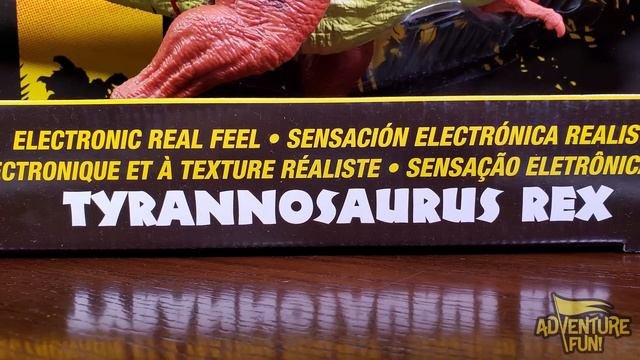 ELECTRONIC REAL FEEL • SENSACIÓN ELECTRÓNICA REALIS
ECTRONIQUE ET À TEXTURE RÉALISTE • SENSAÇÃO ELETRÔNIC
TYRANNOSAURUS REX
ADVENTURE
FUN!